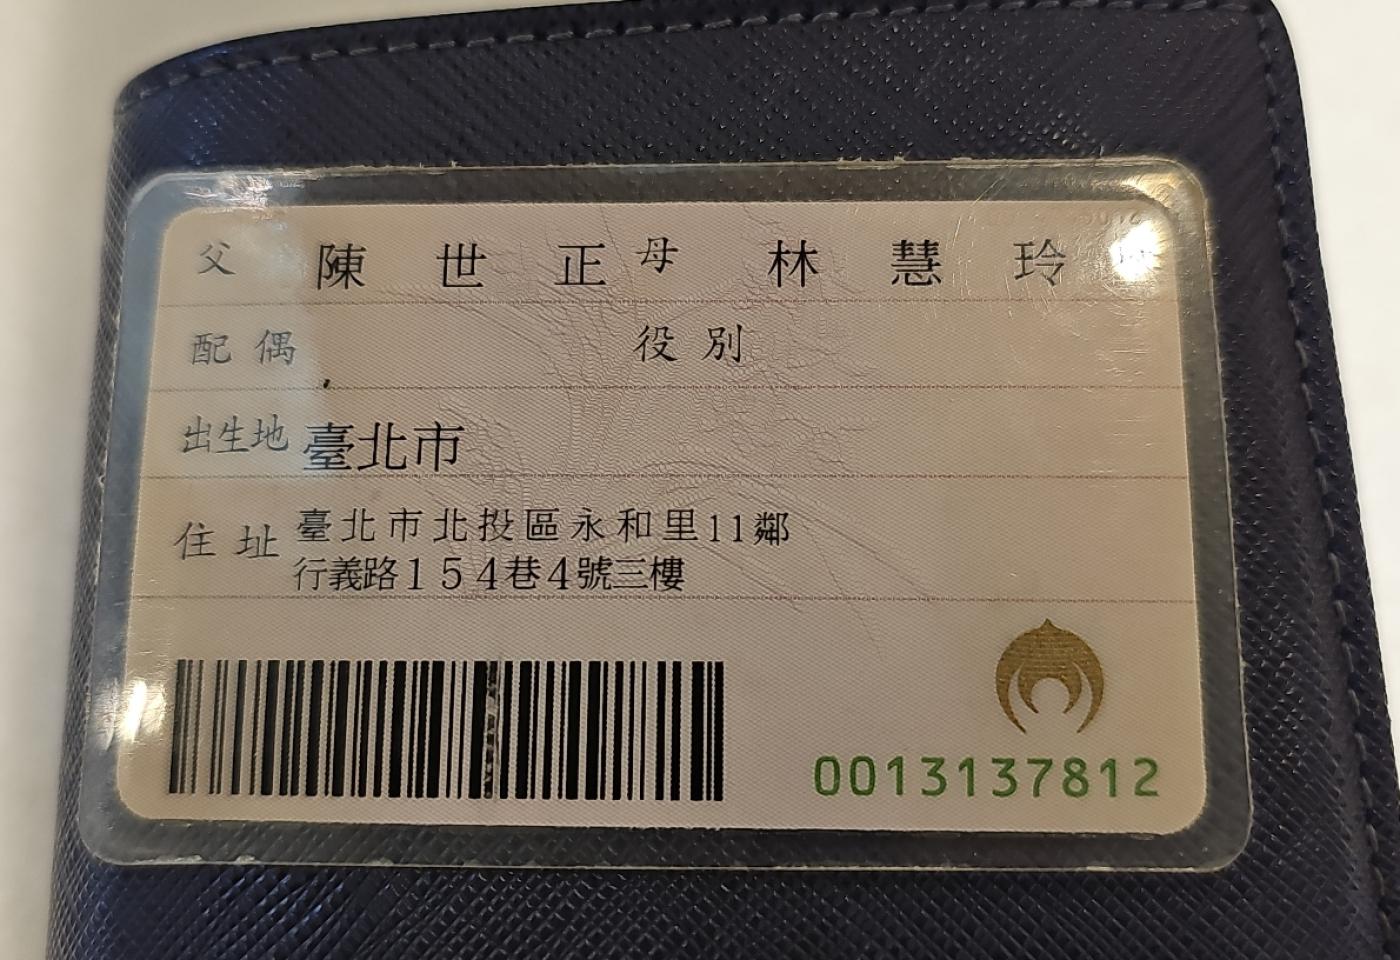 父 陳世正 母 林慧玲
配偶 役別
出生地 臺北市
住址 臺北市北投區永和里11鄰
行義路154巷4號三樓
0013137812